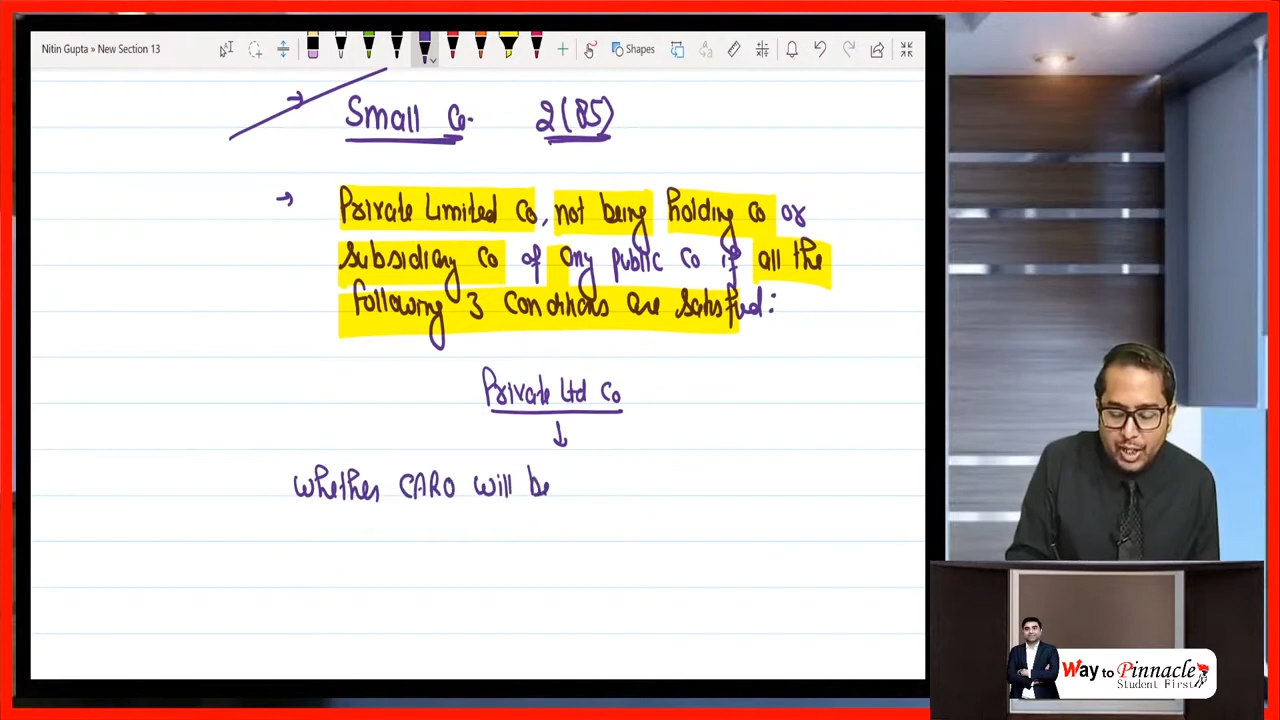 Nitin Gupta » New Section 13
Shapes
Small Co. 2(85)
→ Private Limited Co, not being holding Co or
Subsidiary Co of any public Co if all the
following 3 Conditions are satisfied:
Private Ltd Co
↓
whether CARO will be
Way to Pinnacle
Student First